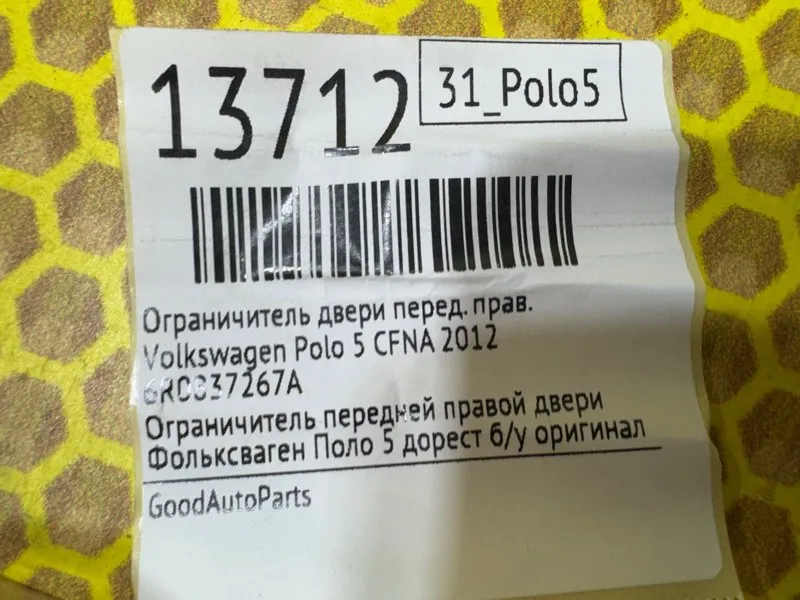 13712
31_Polo5
Ограничитель двери перед. прав.
Volkswagen Polo 5 CFNA 2012
6R0837267A
Ограничитель передней правой двери
Фольксваген Поло 5 дорест б/у оригинал
GoodAutoParts